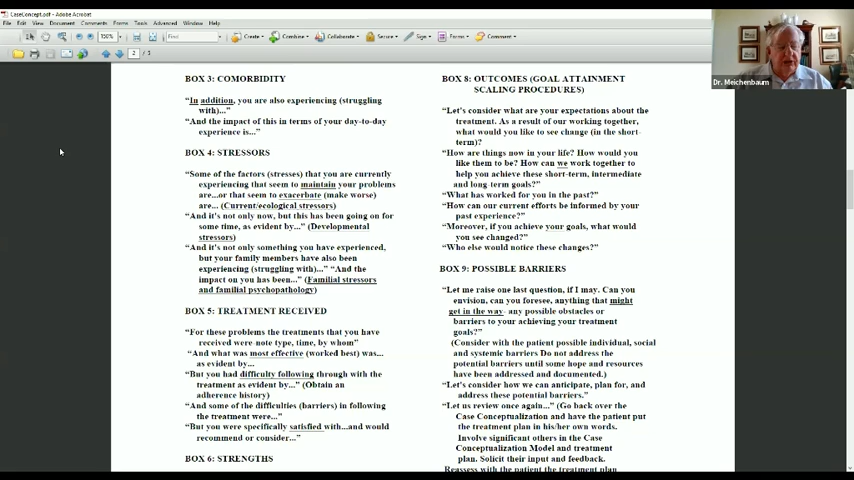 CaseConcept.pdf - Adobe Acrobat
File Edit View Document Comments Forms Tools Advanced Window Help
150% Find Create Combine Collaborate Secure Sign Forms Comment
2 /
Dr. Meichenbaum
BOX 3: COMORBIDITY
“In addition, you are also experiencing (struggling
with)...”
“And the impact of this in terms of your day-to-day
experience is...”
BOX 4: STRESSORS
“Some of the factors (stresses) that you are currently
experiencing that seem to maintain your problems
are...or that seem to exacerbate (make worse)
are... (Current/ecological stressors)
“And it's not only now, but this has been going on for
some time, as evident by...” (Developmental
stressors)
“And it's not only something you have experienced,
but your family members have also been
experiencing (struggling with)...” “And the
impact on you has been...” (Familial stressors
and familial psychopathology)
BOX 5: TREATMENT RECEIVED
“For these problems the treatments that you have
received were-note type, time, by whom”
“And what was most effective (worked best) was...
as evident by...
“But you had difficulty following through with the
treatment as evident by...” (Obtain an
adherence history)
“And some of the difficulties (barriers) in following
the treatment were...”
“But you were specifically satisfied with...and would
recommend or consider...”
BOX 6: STRENGTHS
BOX 8: OUTCOMES (GOAL ATTAINMENT
SCALING PROCEDURES)
“Let's consider what are your expectations about the
treatment. As a result of our working together,
what would you like to see change (in the short-
term)?
“How are things now in your life? How would you
like them to be? How can we work together to
help you achieve these short-term, intermediate
and long-term goals?”
“What has worked for you in the past?”
“How can our current efforts be informed by your
past experience?”
“Moreover, if you achieve your goals, what would
you see changed?”
“Who else would notice these changes?”
BOX 9: POSSIBLE BARRIERS
“Let me raise one last question, if I may. Can you
envision, can you foresee, anything that might
get in the way- any possible obstacles or
barriers to your achieving your treatment
goals?”
(Consider with the patient possible individual, social
and systemic barriers Do not address the
potential barriers until some hope and resources
have been addressed and documented.)
“Let's consider how we can anticipate, plan for, and
address these potential barriers.”
“Let us review once again...” (Go back over the
Case Conceptualization and have the patient put
the treatment plan in his/her own words.
Involve significant others in the Case
Conceptualization Model and treatment
plan. Solicit their input and feedback.
Reassess with the patient the treatment plan